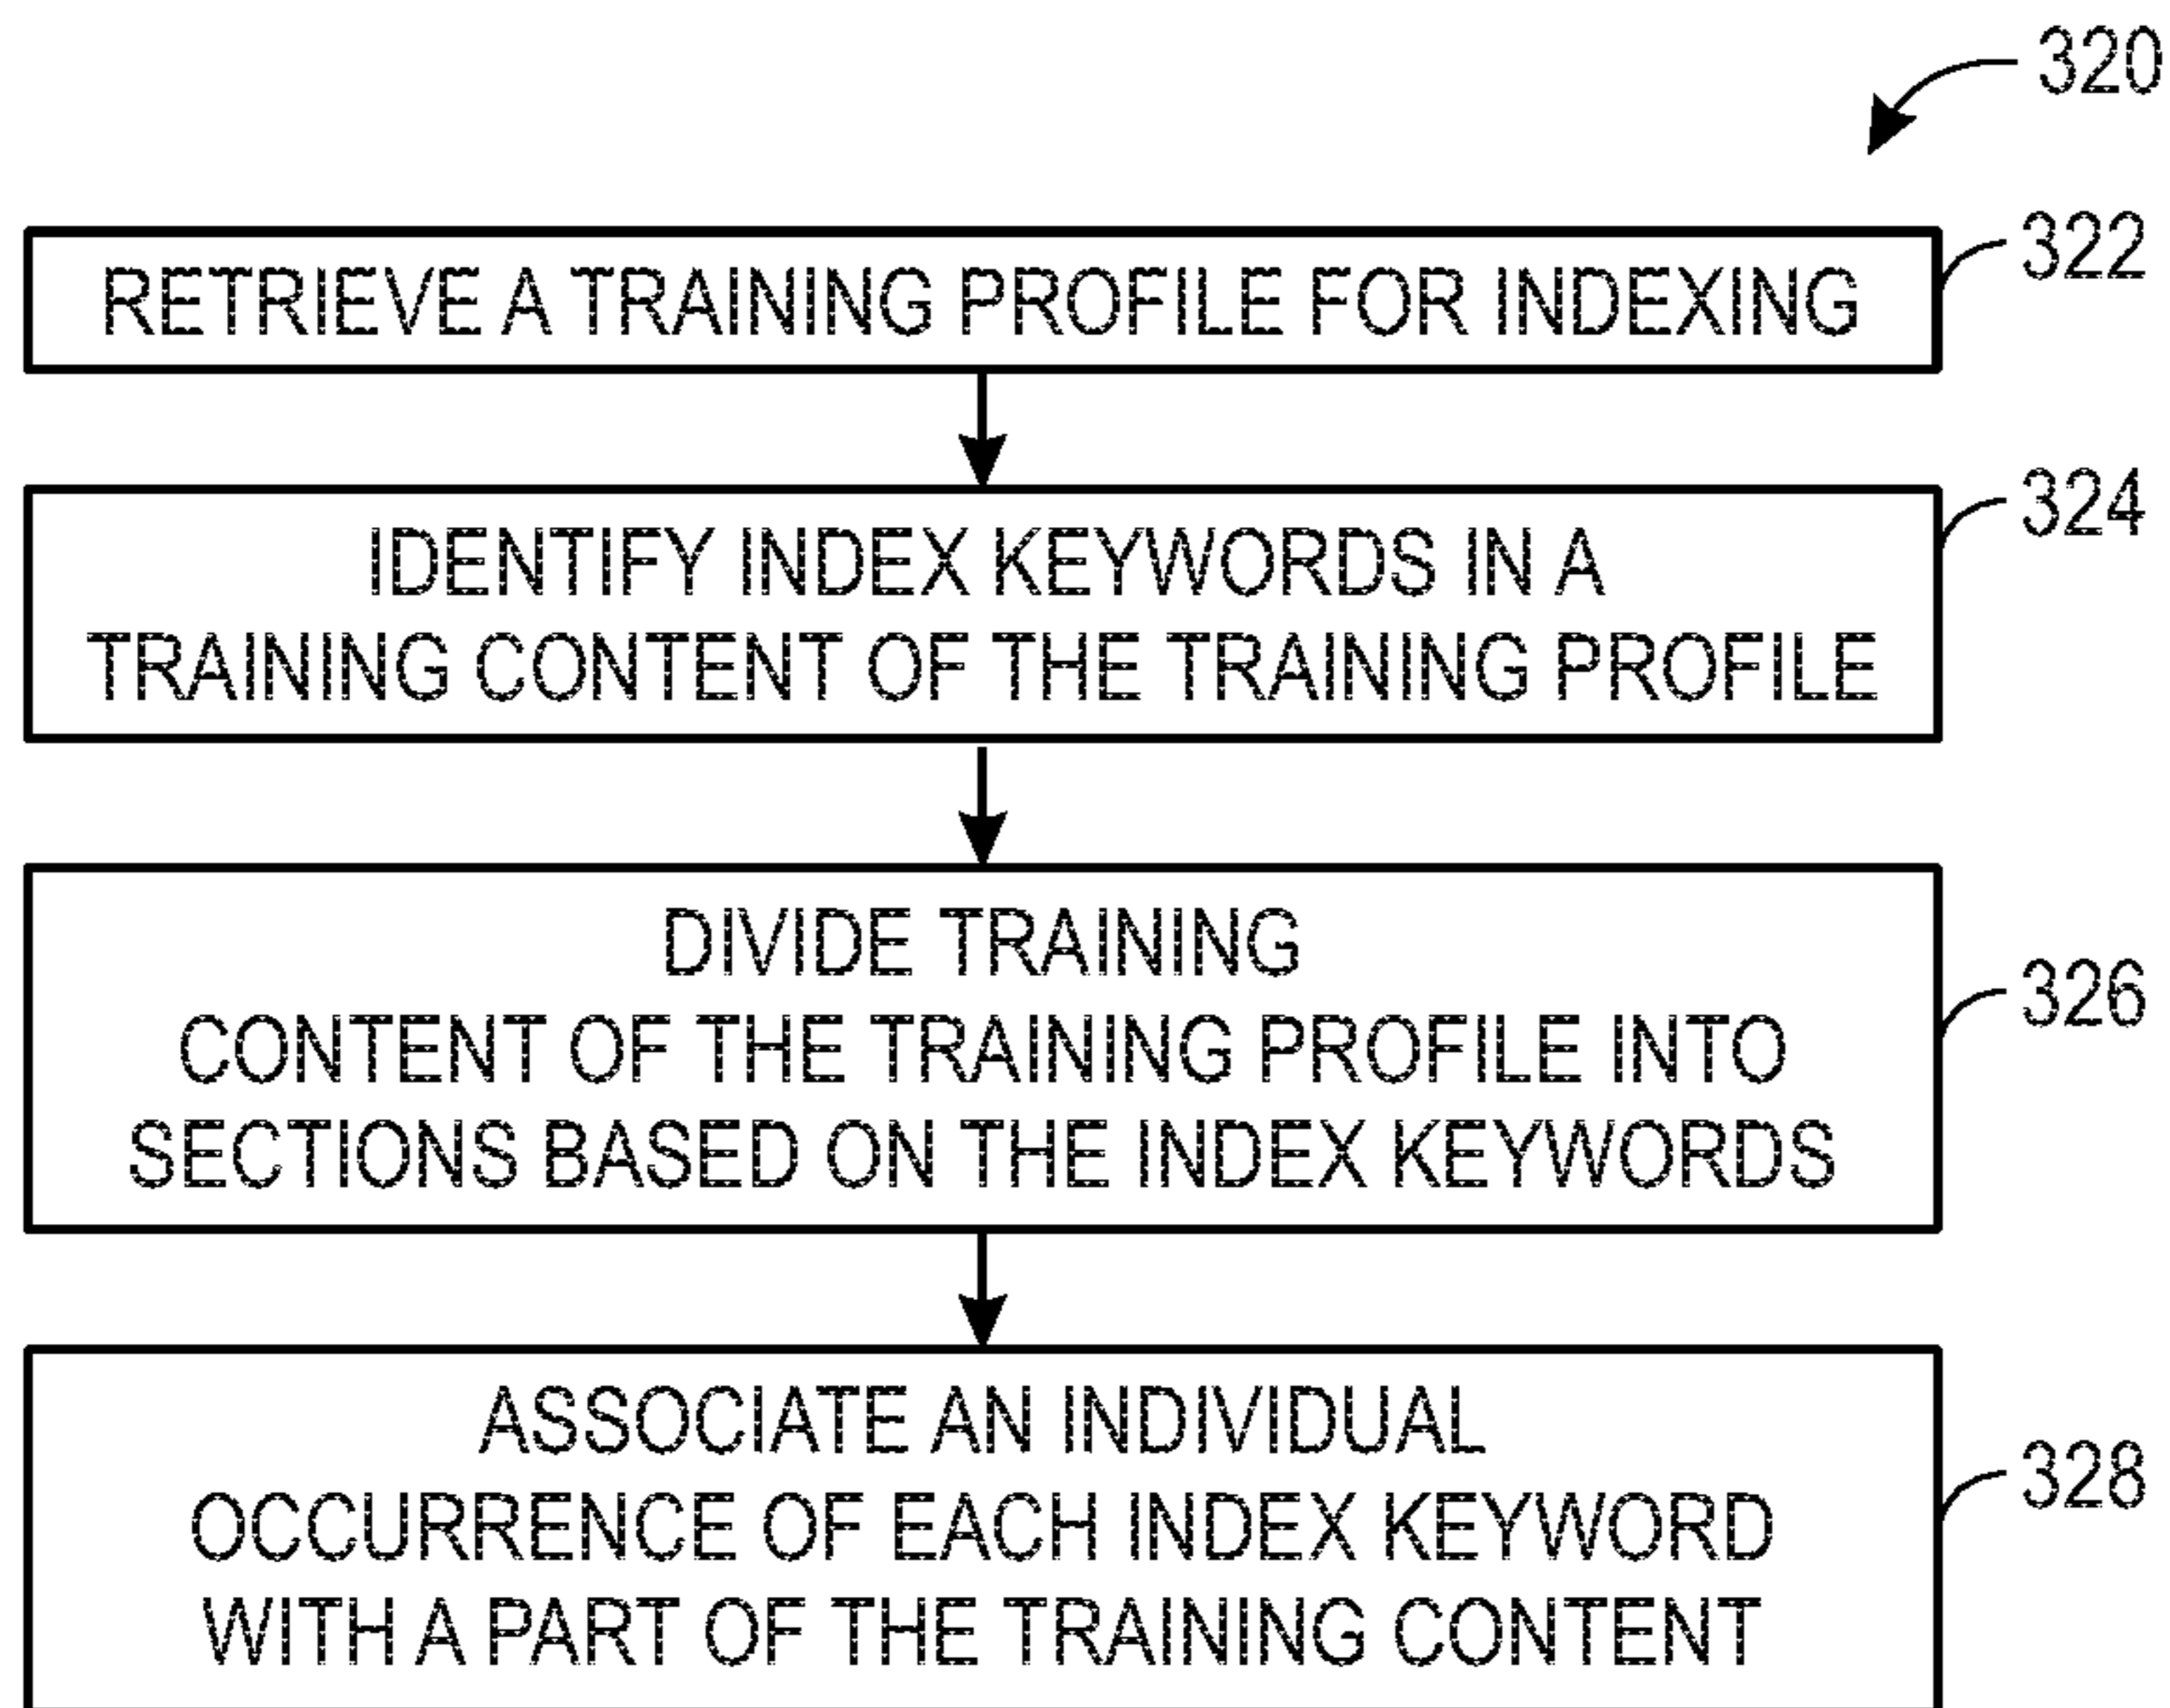 320
RETRIEVE A TRAINING PROFILE FOR INDEXING
322
IDENTIFY INDEX KEYWORDS IN A
TRAINING CONTENT OF THE TRAINING PROFILE
324
DIVIDE TRAINING
CONTENT OF THE TRAINING PROFILE INTO
SECTIONS BASED ON THE INDEX KEYWORDS
326
ASSOCIATE AN INDIVIDUAL
OCCURRENCE OF EACH INDEX KEYWORD
WITH A PART OF THE TRAINING CONTENT
328